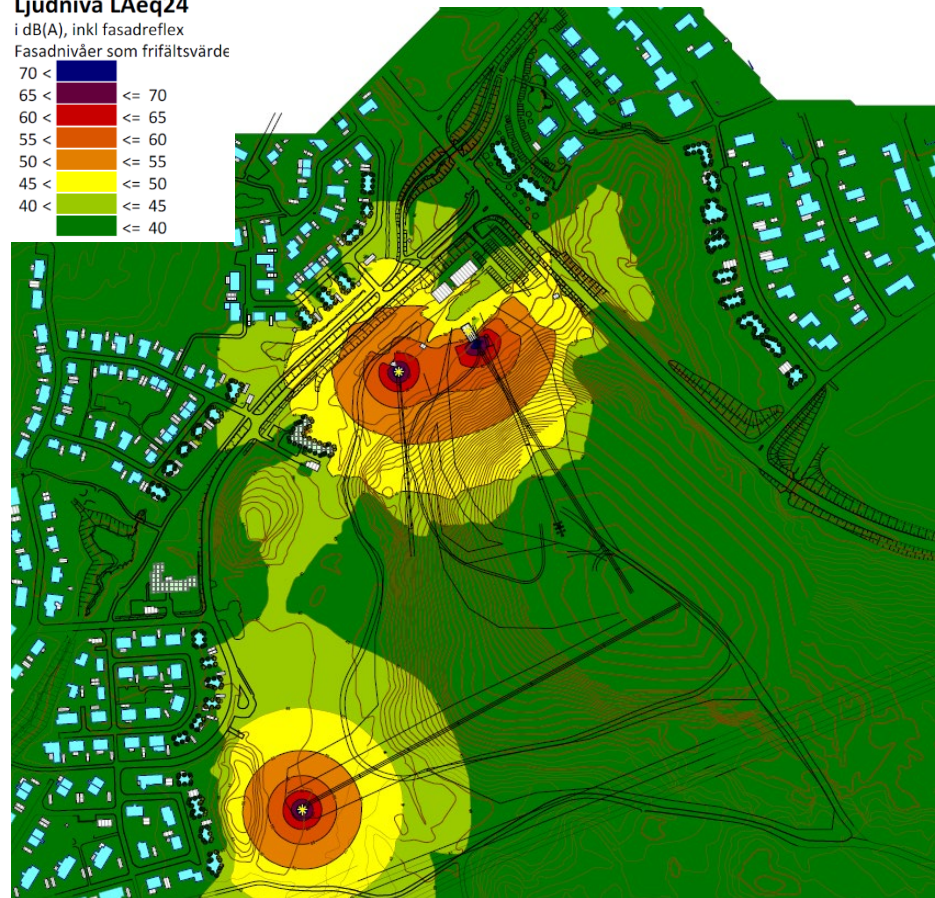 Ljudnivå LAeq24
i dB(A), inkl fasadreflex
Fasadnivåer som frifältsvärde
70 <
65 < <= 70
60 < <= 65
55 < <= 60
50 < <= 55
45 < <= 50
40 < <= 45
<= 40